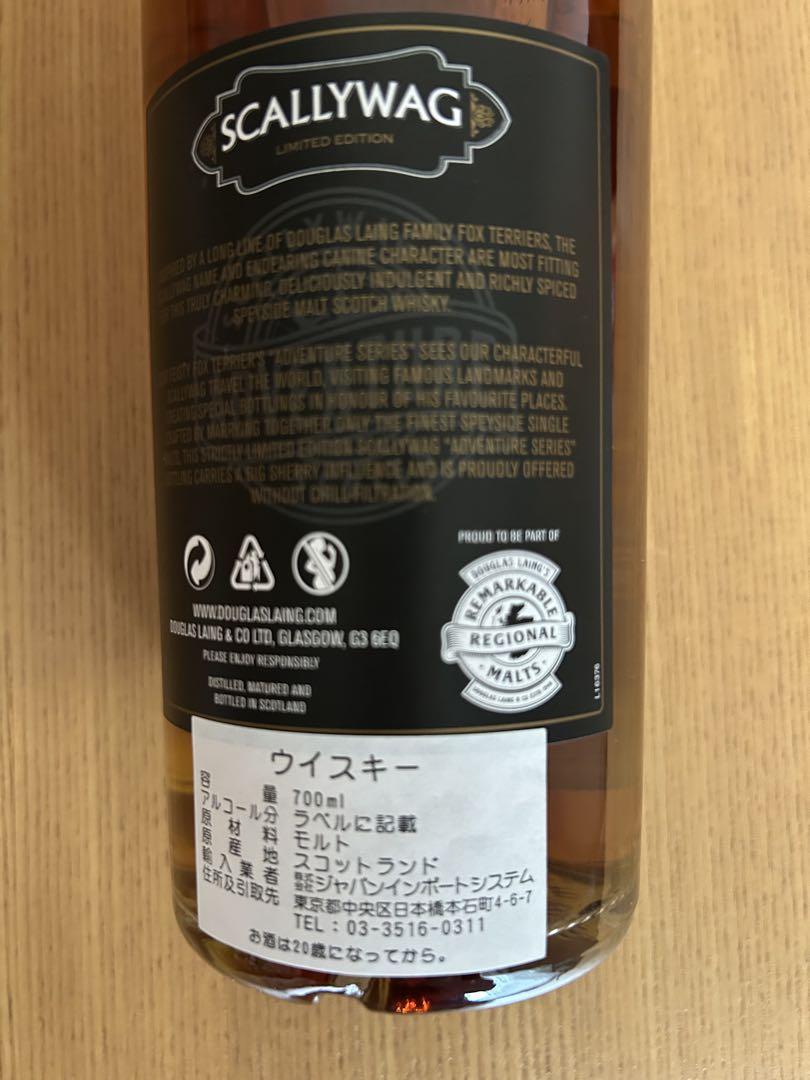 SCALLYWAG
LIMITED EDITION
BY A LONG LINE OF DOUGLAS LAING FAMILY FOX TERRIERS, THE
NAME AND ENDEARING CANINE CHARACTER ARE MOST FITTING
THIS TRULY CHARMING, DELICIOUSLY INDULGENT AND RICHLY SPICED
SPEYSIDE MALT SCOTCH WHISKY.
FOX TERRIER'S "ADVENTURE SERIES" SEES OUR CHARACTERFUL
TRAVEL THE WORLD, VISITING FAMOUS LANDMARKS AND
SPECIAL BOTTLINGS IN HONOUR OF HIS FAVOURITE PLACES.
BY MARRYING TOGETHER ONLY THE FINEST SPEYSIDE SINGLE
THIS STRICTLY LIMITED EDITION SCALLYWAG "ADVENTURE SERIES"
CARRIES A BIG SHERRY INFLUENCE AND IS PROUDLY OFFERED
WITHOUT CHILL-FILTRATION.
PROUD TO BE PART OF
DOUGLAS LAING'S
REMARKABLE
REGIONAL
MALTS
WWW.DOUGLASLAING.COM
DOUGLAS LAING & CO LTD, GLASGOW, G3 6EQ
PLEASE ENJOY RESPONSIBLY
DISTILLED, MATURED AND
BOTTLED IN SCOTLAND
L16376
ウイスキー
容量 700ml
アルコール分 ラベルに記載
原材料 モルト
原産地 スコットランド
輸入業者 株式会社ジャパンインポートシステム
住所及引取先 東京都中央区日本橋本石町4-6-7
TEL：03-3516-0311
お酒は20歳になってから。